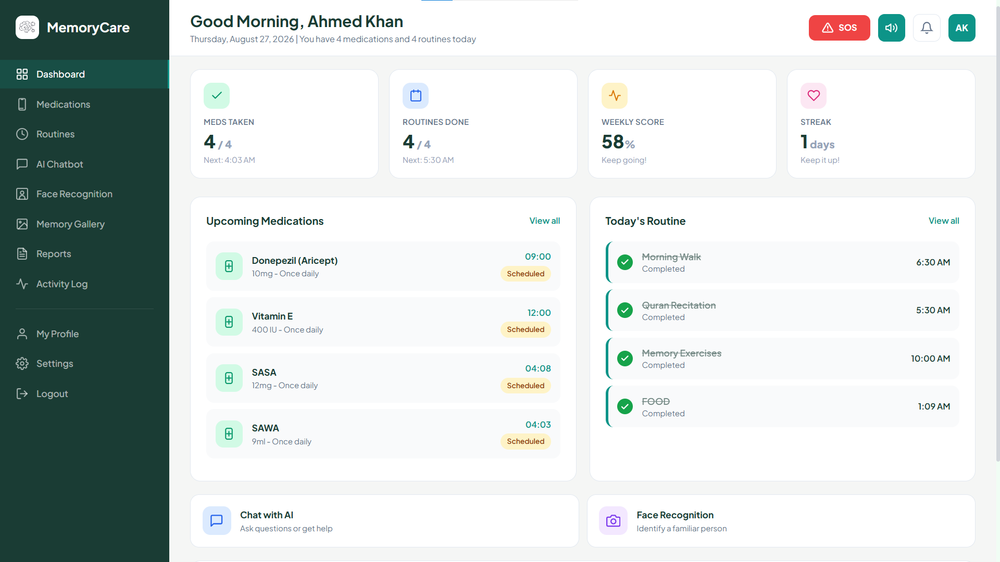 MemoryCare
Dashboard
Medications
Routines
AI Chatbot
Face Recognition
Memory Gallery
Reports
Activity Log
My Profile
Settings
Logout
Good Morning, Ahmed Khan
Thursday, August 27, 2026 | You have 4 medications and 4 routines today
SOS
AK
MEDS TAKEN
4 / 4
Next: 4:03 AM
ROUTINES DONE
4 / 4
Next: 5:30 AM
WEEKLY SCORE
58%
Keep going!
STREAK
1 days
Keep it up!
Upcoming Medications
View all
Donepezil (Aricept)
10mg - Once daily
09:00
Scheduled
Vitamin E
400 IU - Once daily
12:00
Scheduled
SASA
12mg - Once daily
04:08
Scheduled
SAWA
9ml - Once daily
04:03
Scheduled
Today's Routine
View all
Morning Walk
Completed
6:30 AM
Quran Recitation
Completed
5:30 AM
Memory Exercises
Completed
10:00 AM
FOOD
Completed
1:09 AM
Chat with AI
Ask questions or get help
Face Recognition
Identify a familiar person